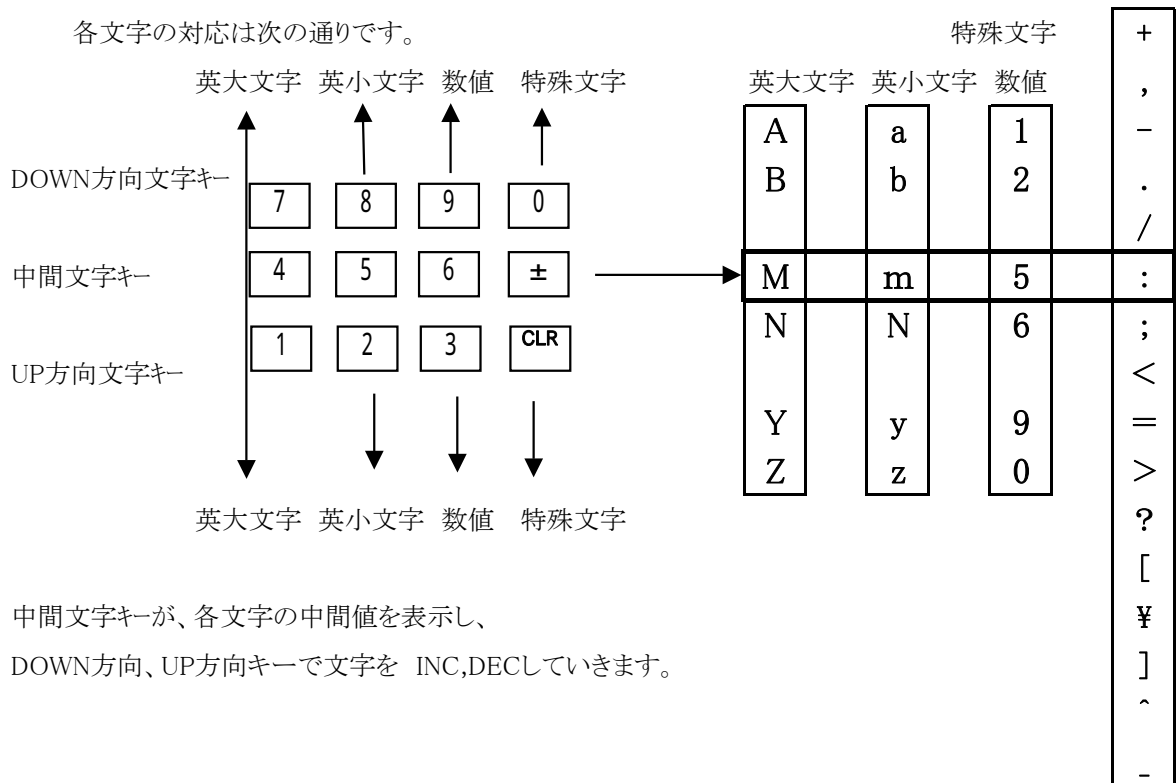 各文字の対応は次の通りです。
英大文字 英小文字 数値 特殊文字
DOWN方向文字キー
7 8 9 0
中間文字キー
4 5 6 ±
1 2 3 CLR
UP方向文字キー
英大文字 英小文字 数値 特殊文字
特殊文字
英大文字 英小文字 数値
A a 1
B b 2
M m 5
N N 6
Y y 9
Z z 0
+
,
-
.
/
:
;
<
=
>
?
[
¥
]
^
-
中間文字キーが、各文字の中間値を表示し、
DOWN方向、UP方向キーで文字を INC,DECしていきます。